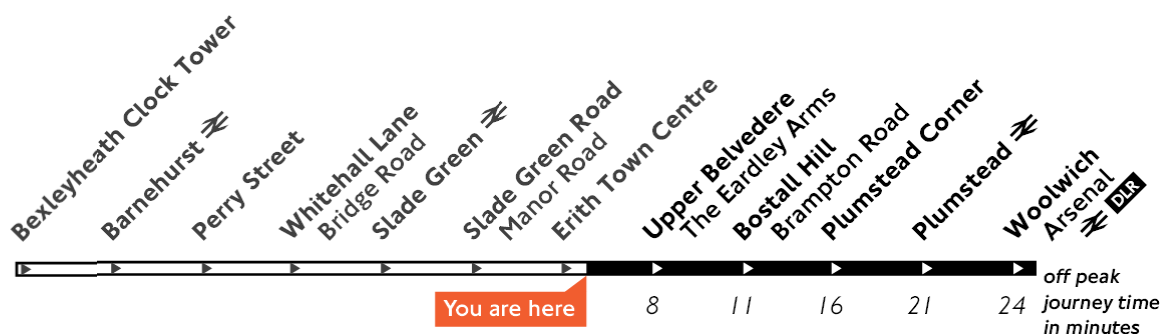 Bexleyheath Clock Tower
Barnehurst
Perry Street
Whitehall Lane
Bridge Road
Slade Green
Slade Green Road
Manor Road
Erith Town Centre
Upper Belvedere
The Eardley Arms
Bostall Hill
Brampton Road
Plumstead Corner
Plumstead
Woolwich
Arsenal
DLR
You are here
8 11 16 21 24
off peak
journey time
in minutes